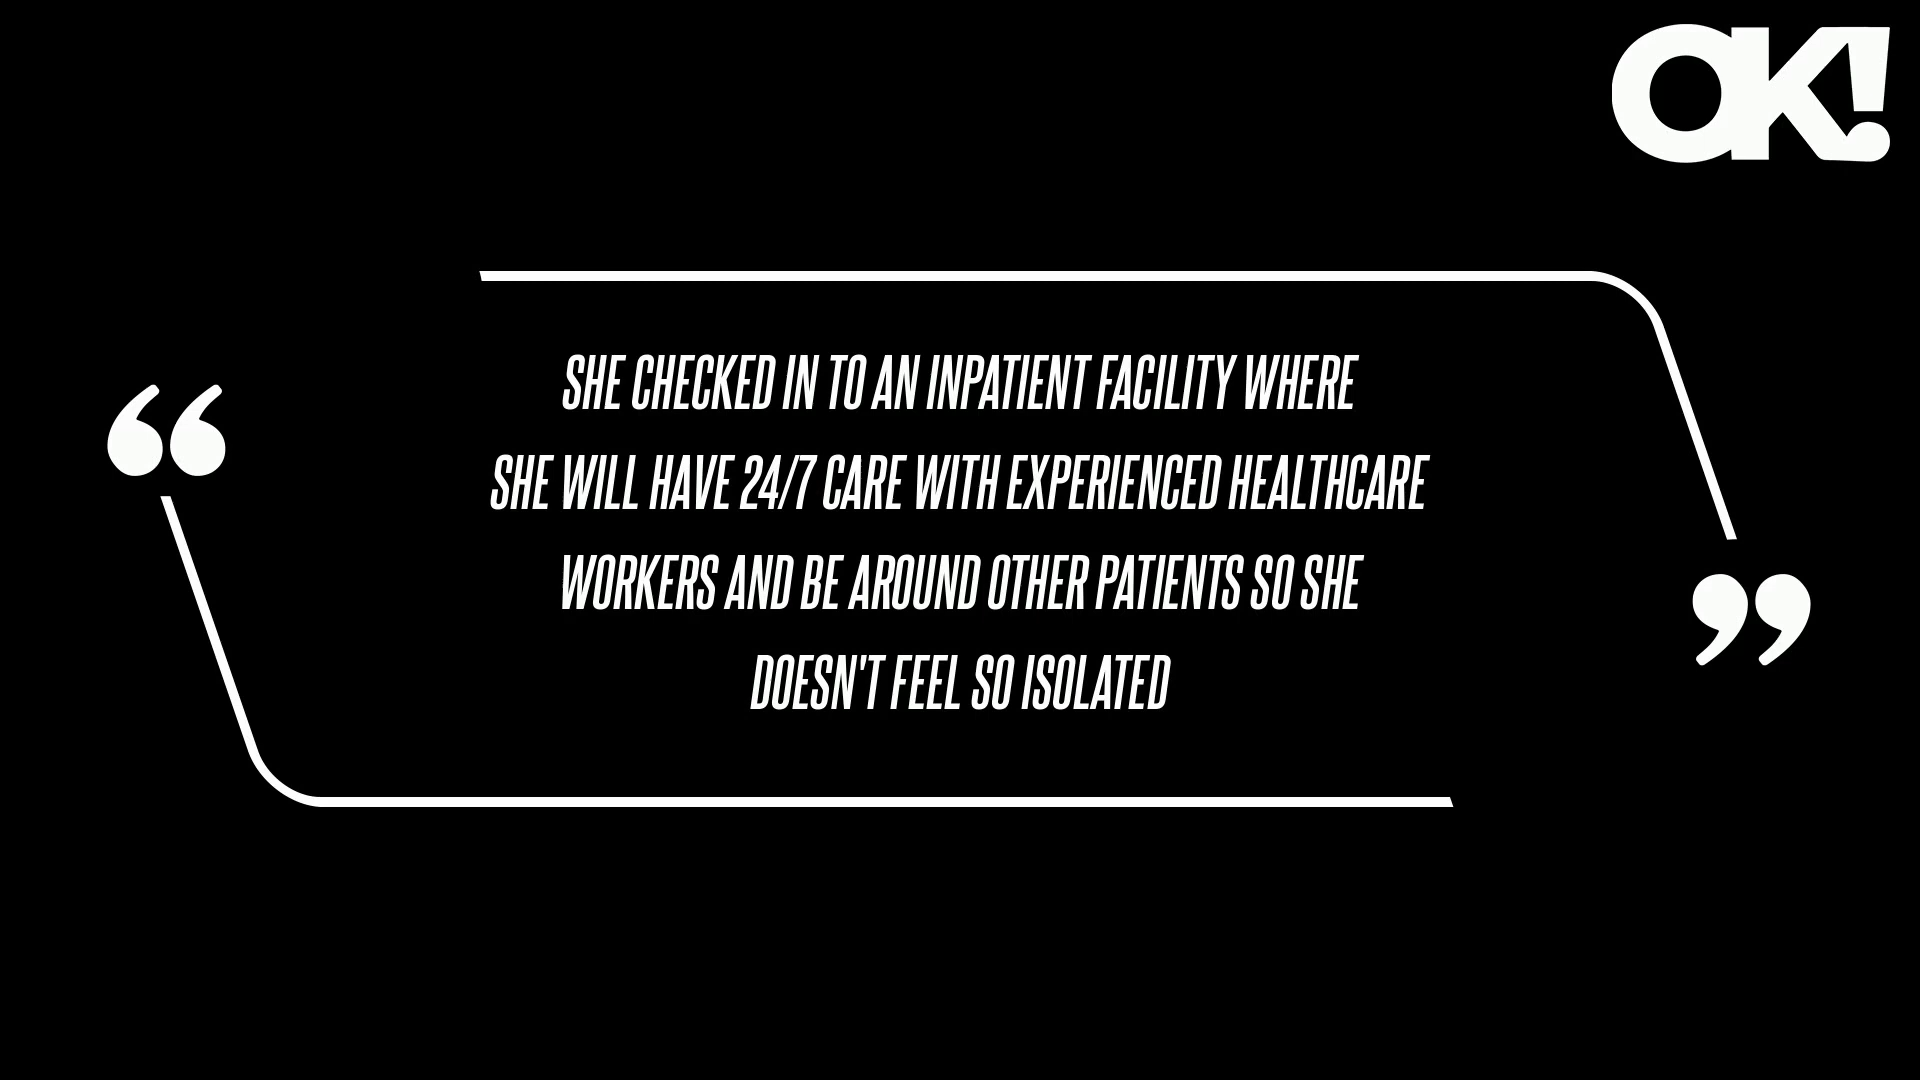 OK!
“
SHE CHECKED IN TO AN INPATIENT FACILITY WHERE
SHE WILL HAVE 24/7 CARE WITH EXPERIENCED HEALTHCARE
WORKERS AND BE AROUND OTHER PATIENTS SO SHE
DOESN'T FEEL SO ISOLATED
”